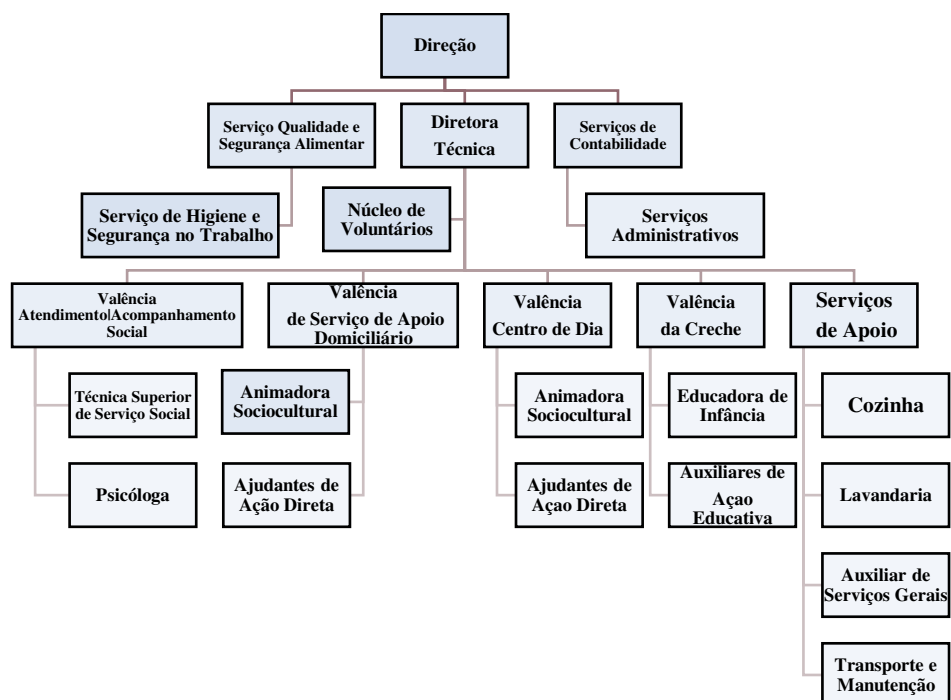 Direção
Serviço Qualidade e
Segurança Alimentar
Diretora
Técnica
Serviços de
Contabilidade
Serviço de Higiene e
Segurança no Trabalho
Núcleo de
Voluntários
Serviços
Administrativos
Valência
Atendimento|Acompanhamento
Social
Valência
de Serviço de Apoio
Domiciliário
Valência
Centro de Dia
Valência
da Creche
Serviços
de Apoio
Técnica Superior
de Serviço Social
Animadora
Sociocultural
Animadora
Sociocultural
Educadora de
Infância
Cozinha
Psicóloga
Ajudantes de
Ação Direta
Ajudantes de
Açao Direta
Auxiliares de
Açao
Educativa
Lavandaria
Auxiliar de
Serviços Gerais
Transporte e
Manutenção